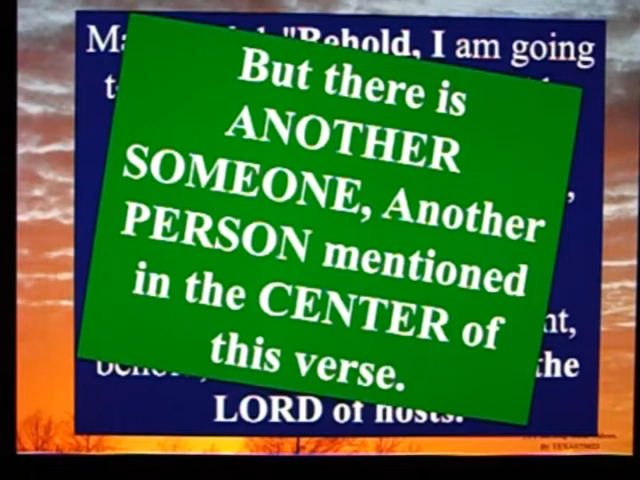 "Behold, I am going
But there is
ANOTHER
SOMEONE, Another
PERSON mentioned
in the CENTER of
this verse.
the
LORD of hosts.